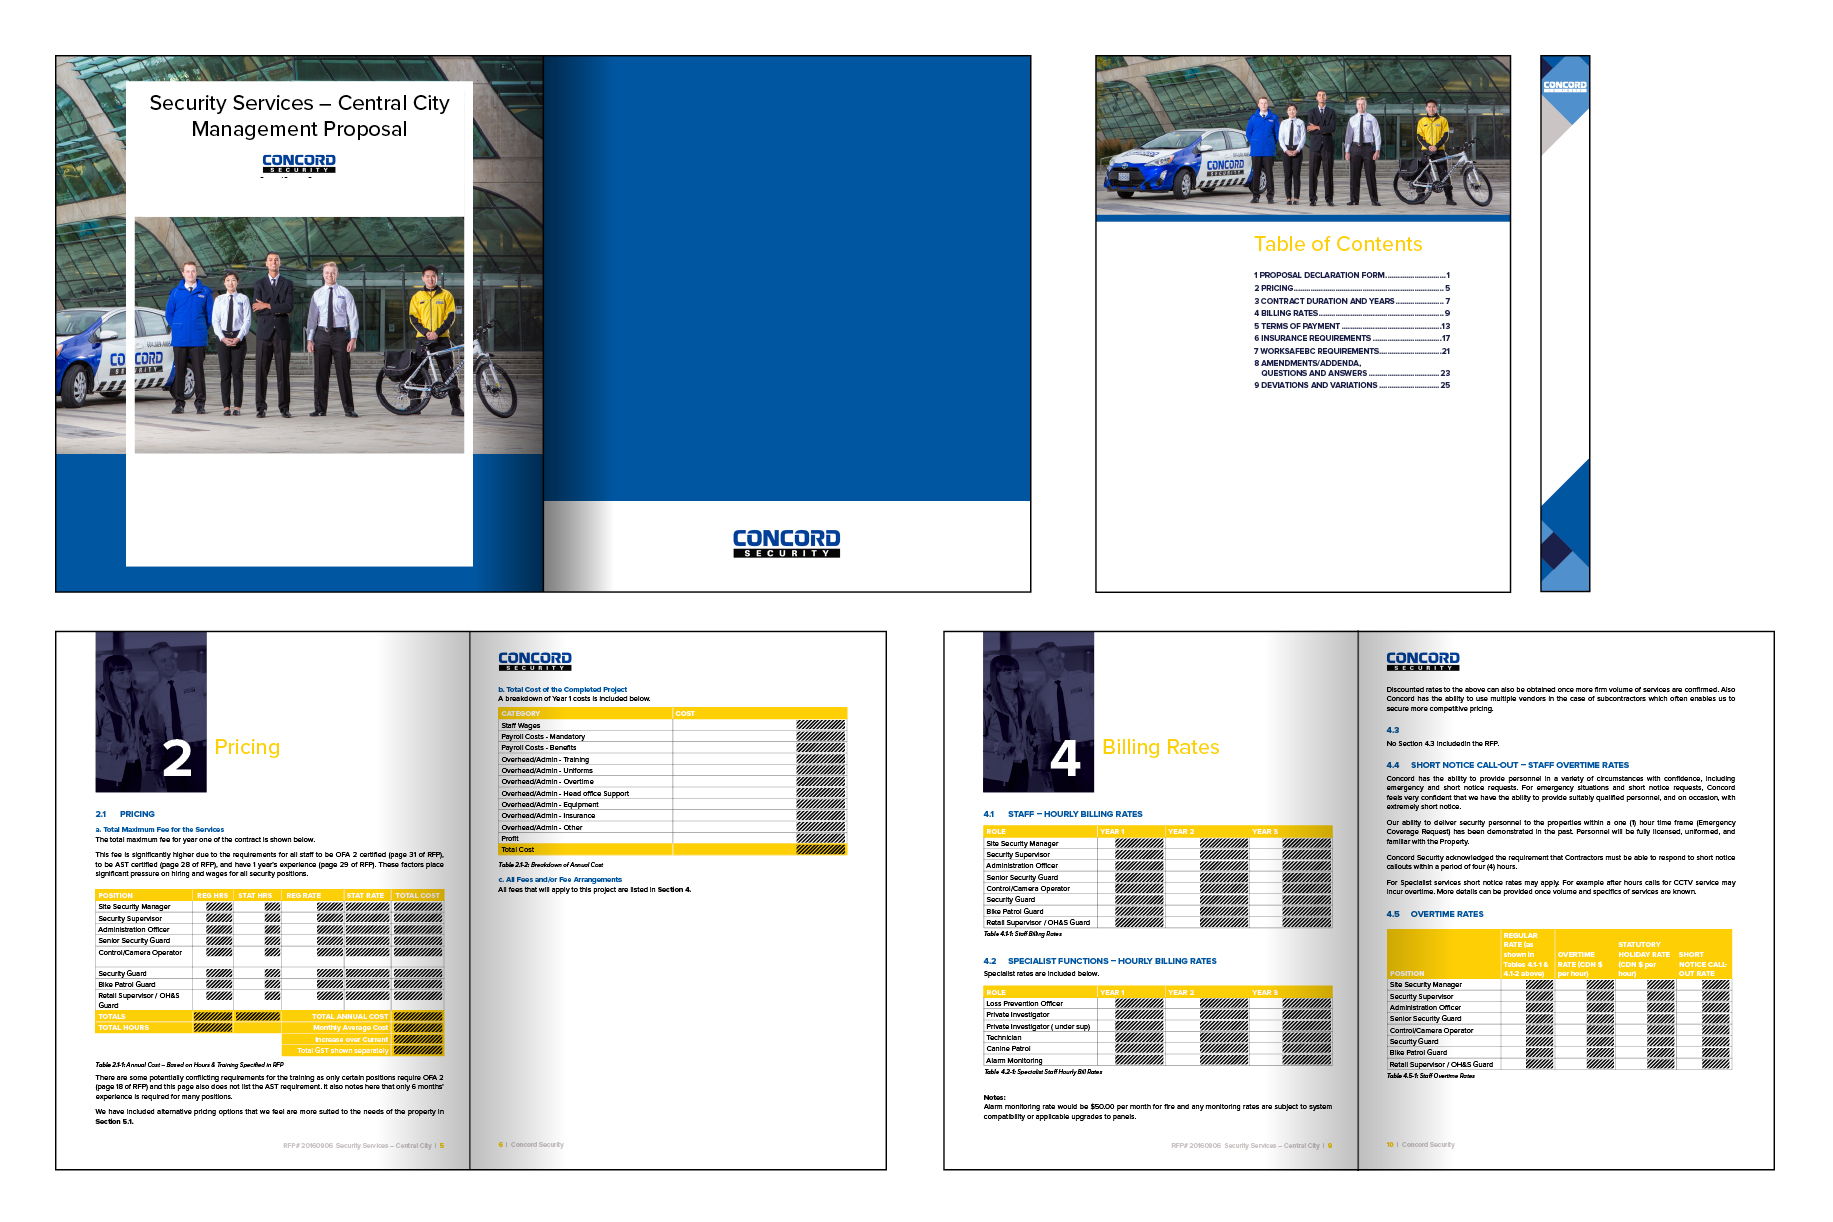 Security Services – Central City
Management Proposal
CONCORD
SECURITY
CONCORD
CONCORD
SECURITY
CONCORD
Table of Contents
1 PROPOSAL DECLARATION FORM..............................1
2 PRICING.......................................................................... 5
3 CONTRACT DURATION AND YEARS ........................ 7
4 BILLING RATES............................................................. 9
5 TERMS OF PAYMENT .................................................13
6 INSURANCE REQUIREMENTS ..................................17
7 WORKSAFEBC REQUIREMENTS...............................21
8 AMENDMENTS/ADDENDA,
QUESTIONS AND ANSWERS ................................... 23
9 DEVIATIONS AND VARIATIONS .............................. 25
CONCORD
2
Pricing
2.1 PRICING
a. Total Maximum Fee for the Services
The total maximum fee for year one of the contract is shown below.
This fee is significantly higher due to the requirements for all staff to be OFA 2 certified (page 31 of RFP),
to be AST certified (page 28 of RFP), and have 1 year's experience (page 29 of RFP). These factors place
significant pressure on hiring and wages for all security positions.
POSITION REG HRS STAT HRS REG RATE STAT RATE TOTAL COST
Site Security Manager
Security Supervisor
Administration Officer
Senior Security Guard
Control/Camera Operator
Security Guard
Bike Patrol Guard
Retail Supervisor / OH&S
Guard
TOTALS TOTAL ANNUAL COST
TOTAL HOURS Monthly Average Cost
Increase over Current
Total GST shown separately
Table 2.1-1: Annual Cost – Based on Hours & Training Specified in RFP
There are some potentially conflicting requirements for the training as only certain positions require OFA 2
(page 18 of RFP) and this page also does not list the AST requirement. It also notes here that only 6 months'
experience is required for many positions.
We have included alternative pricing options that we feel are more suited to the needs of the property in
Section 5.1.
RFP# 20160906 Security Services – Central City | 5
CONCORD
SECURITY
b. Total Cost of the Completed Project
A breakdown of Year 1 costs is included below.
CATEGORY COST
Staff Wages
Payroll Costs - Mandatory
Payroll Costs - Benefits
Overhead/Admin - Training
Overhead/Admin - Uniforms
Overhead/Admin - Overtime
Overhead/Admin - Head office Support
Overhead/Admin - Equipment
Overhead/Admin - Insurance
Overhead/Admin - Other
Profit
Total Cost
Table 2.1-2: Breakdown of Annual Cost
c. All Fees and/or Fee Arrangements
All fees that will apply to this project are listed in Section 4.
6 | Concord Security
4
Billing Rates
4.1 STAFF – HOURLY BILLING RATES
ROLE YEAR 1 YEAR 2 YEAR 3
Site Security Manager
Security Supervisor
Administration Officer
Senior Security Guard
Control/Camera Operator
Security Guard
Bike Patrol Guard
Retail Supervisor / OH&S Guard
Table 4.1-1: Staff Billing Rates
4.2 SPECIALIST FUNCTIONS – HOURLY BILLING RATES
Specialist rates are included below.
ROLE YEAR 1 YEAR 2 YEAR 3
Loss Prevention Officer
Private Investigator
Private Investigator ( under sup)
Technician
Canine Patrol
Alarm Monitoring
Table 4.2-1: Specialist Staff Hourly Bill Rates
Notes:
Alarm monitoring rate would be $50.00 per month for fire and any monitoring rates are subject to system
compatibility or applicable upgrades to panels.
RFP# 20160906 Security Services – Central City | 9
CONCORD
SECURITY
Discounted rates to the above can also be obtained once more firm volume of services are confirmed. Also
Concord has the ability to use multiple vendors in the case of subcontractors which often enables us to
secure more competitive pricing.
4.3
No Section 4.3 includedin the RFP.
4.4 SHORT NOTICE CALL-OUT – STAFF OVERTIME RATES
Concord has the ability to provide personnel in a variety of circumstances with confidence, including
emergency and short notice requests. For emergency situations and short notice requests, Concord
feels very confident that we have the ability to provide suitably qualified personnel, and on occasion, with
extremely short notice.
Our ability to deliver security personnel to the properties within a one (1) hour time frame (Emergency
Coverage Request) has been demonstrated in the past. Personnel will be fully licensed, uniformed, and
familiar with the Property.
Concord Security acknowledged the requirement that Contractors must be able to respond to short notice
callouts within a period of four (4) hours.
For Specialist services short notice rates may apply. For example after hours calls for CCTV service may
incur overtime. More details can be provided once volume and specifics of services are known.
4.5 OVERTIME RATES
POSITION REGULAR RATE (as shown in Tables 4.1-1 & 4.1-2 above) OVERTIME RATE (CDN $ per hour) STATUTORY HOLIDAY RATE (CDN $ per hour) SHORT NOTICE CALL-OUT RATE
Site Security Manager
Security Supervisor
Administration Officer
Senior Security Guard
Control/Camera Operator
Security Guard
Bike Patrol Guard
Retail Supervisor / OH&S Guard
Table 4.5-1: Staff Overtime Rates
10 | Concord Security